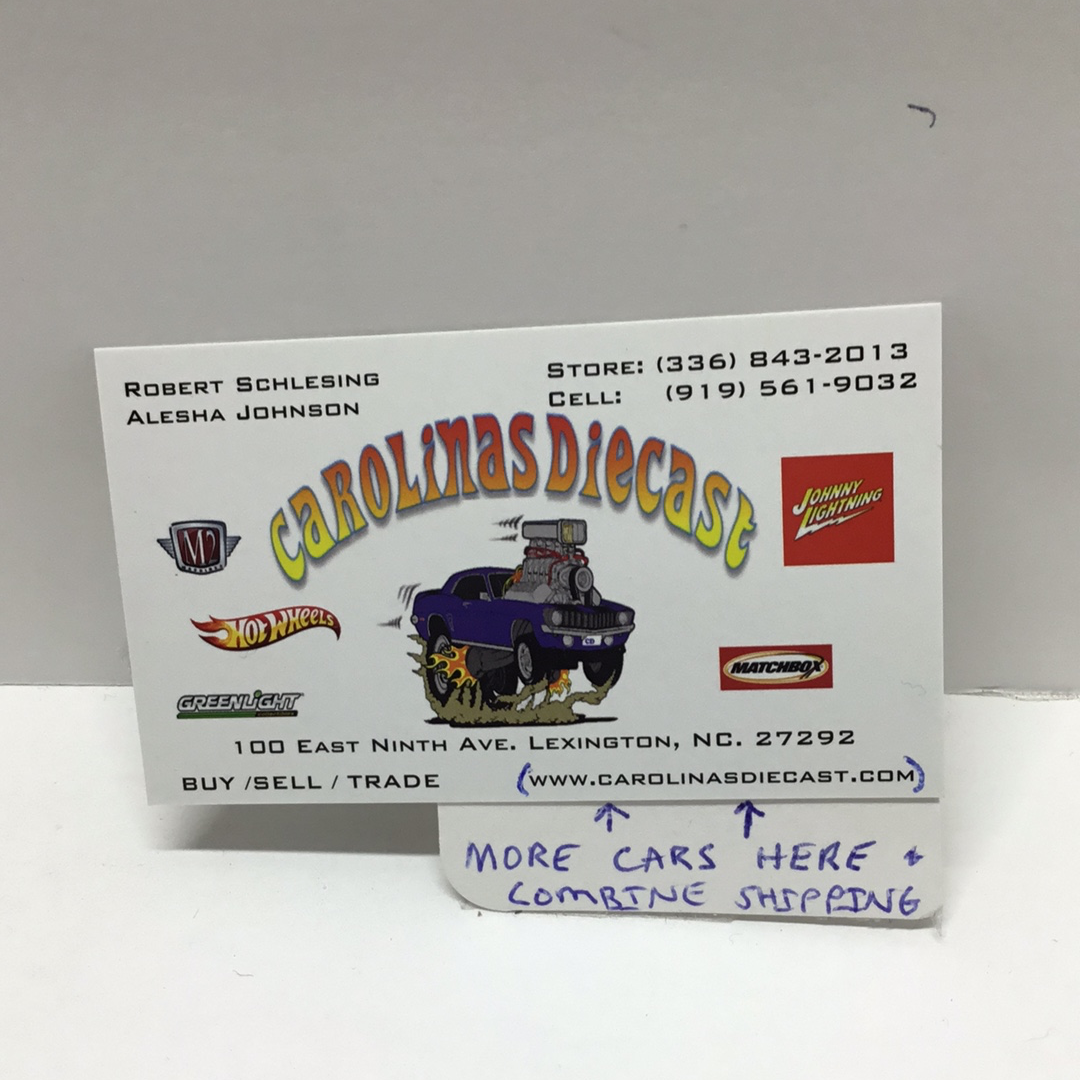 ROBERT SCHLESING
ALESHA JOHNSON
STORE: (336) 843-2013
CELL: (919) 561-9032
CAROLINAS DIECAST
JOHNNY
LIGHTNING
M2
HOT WHEELS
MATCHBOX
GREENLIGHT
CD
100 EAST NINTH AVE. LEXINGTON, NC. 27292
BUY /SELL / TRADE
(WWW.CAROLINASDIECAST.COM)
↑ ↑
MORE CARS HERE +
COMBINE SHIPPING